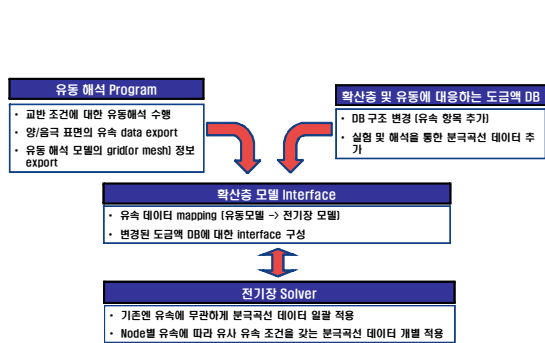 유동 해석 Program
• 교반 조건에 대한 유동해석 수행
• 양/음극 표면의 유속 data export
• 유동 해석 모델의 grid(or mesh) 정보
export
확산층 및 유동에 대응하는 도금액 DB
• DB 구조 변경 (유속 항목 추가)
• 실험 및 해석을 통한 분극곡선 데이터 추
가
확산층 모델 Interface
• 유속 데이터 mapping (유동모델 -> 전기장 모델)
• 변경된 도금액 DB에 대한 interface 구성
전기장 Solver
• 기존엔 유속에 무관하게 분극곡선 데이터 일괄 적용
• Node별 유속에 따라 유사 유속 조건을 갖는 분극곡선 데이터 개별 적용